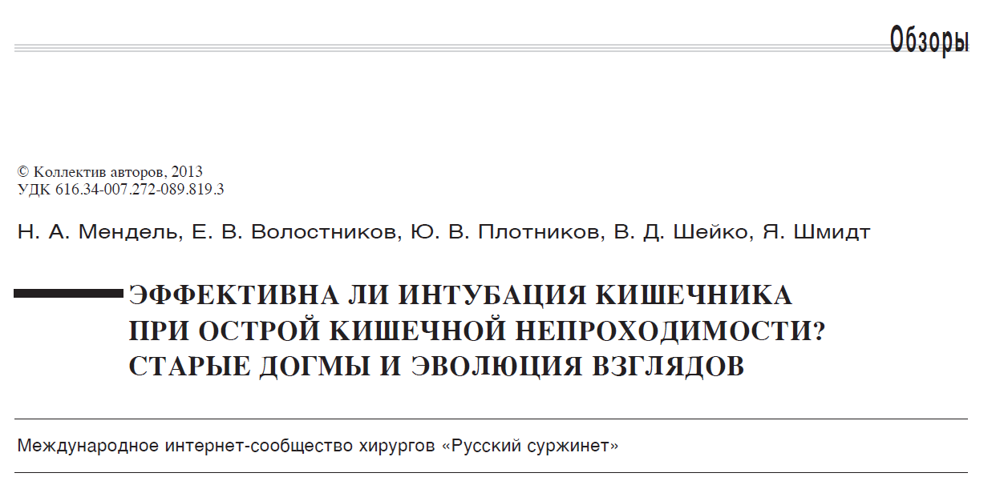 Обзоры
© Коллектив авторов, 2013
УДК 616.34-007.272-089.819.3
Н. А. Мендель, Е. В. Волостников, Ю. В. Плотников, В. Д. Шейко, Я. Шмидт
ЭФФЕКТИВНА ЛИ ИНТУБАЦИЯ КИШЕЧНИКА
ПРИ ОСТРОЙ КИШЕЧНОЙ НЕПРОХОДИМОСТИ?
СТАРЫЕ ДОГМЫ И ЭВОЛЮЦИЯ ВЗГЛЯДОВ
Международное интернет-сообщество хирургов «Русский суржинет»